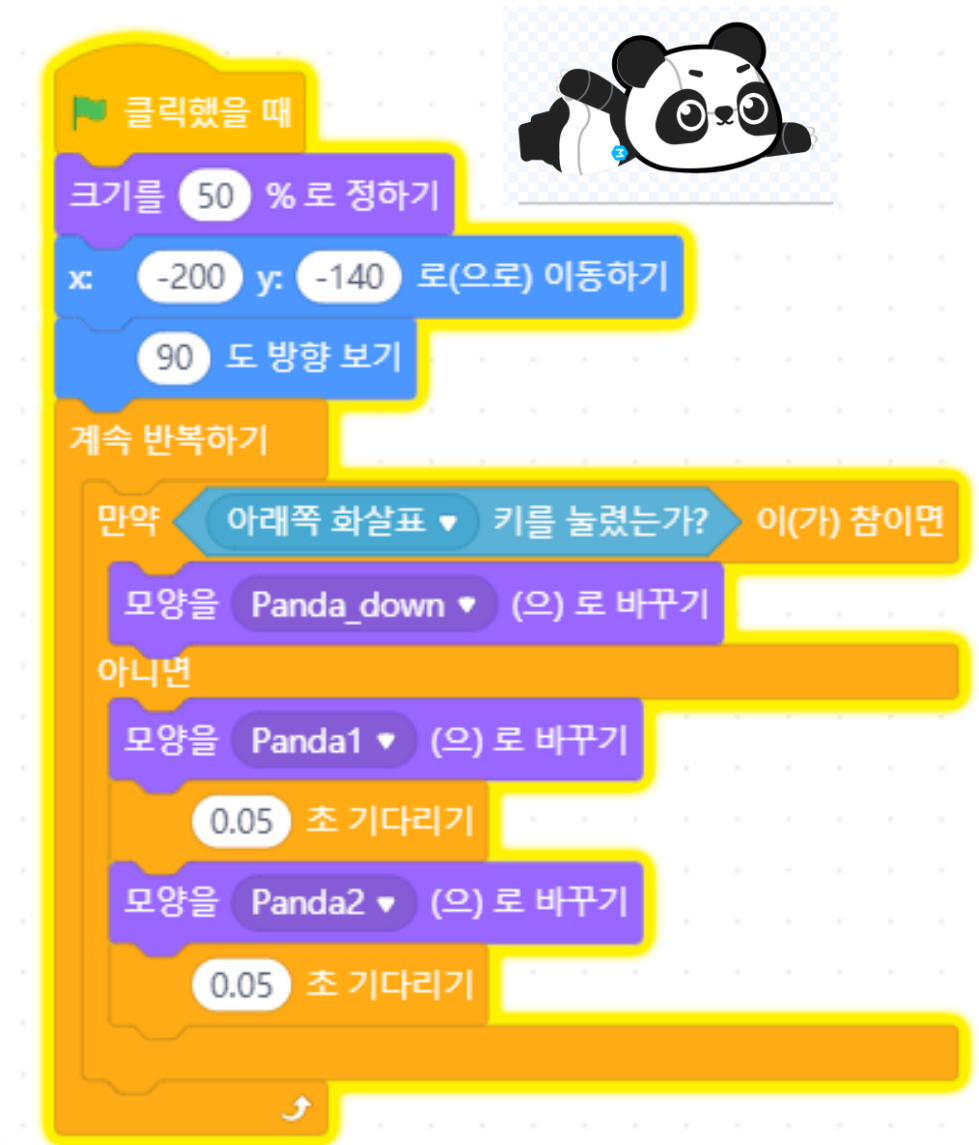 클릭했을 때
크기를 50 % 로 정하기
x: -200 y: -140 로(으로) 이동하기
90 도 방향 보기
계속 반복하기
만약 아래쪽 화살표 키를 눌렸는가? 이(가) 참이면
모양을 Panda_down (으) 로 바꾸기
아니면
모양을 Panda1 (으) 로 바꾸기
0.05 초 기다리기
모양을 Panda2 (으) 로 바꾸기
0.05 초 기다리기